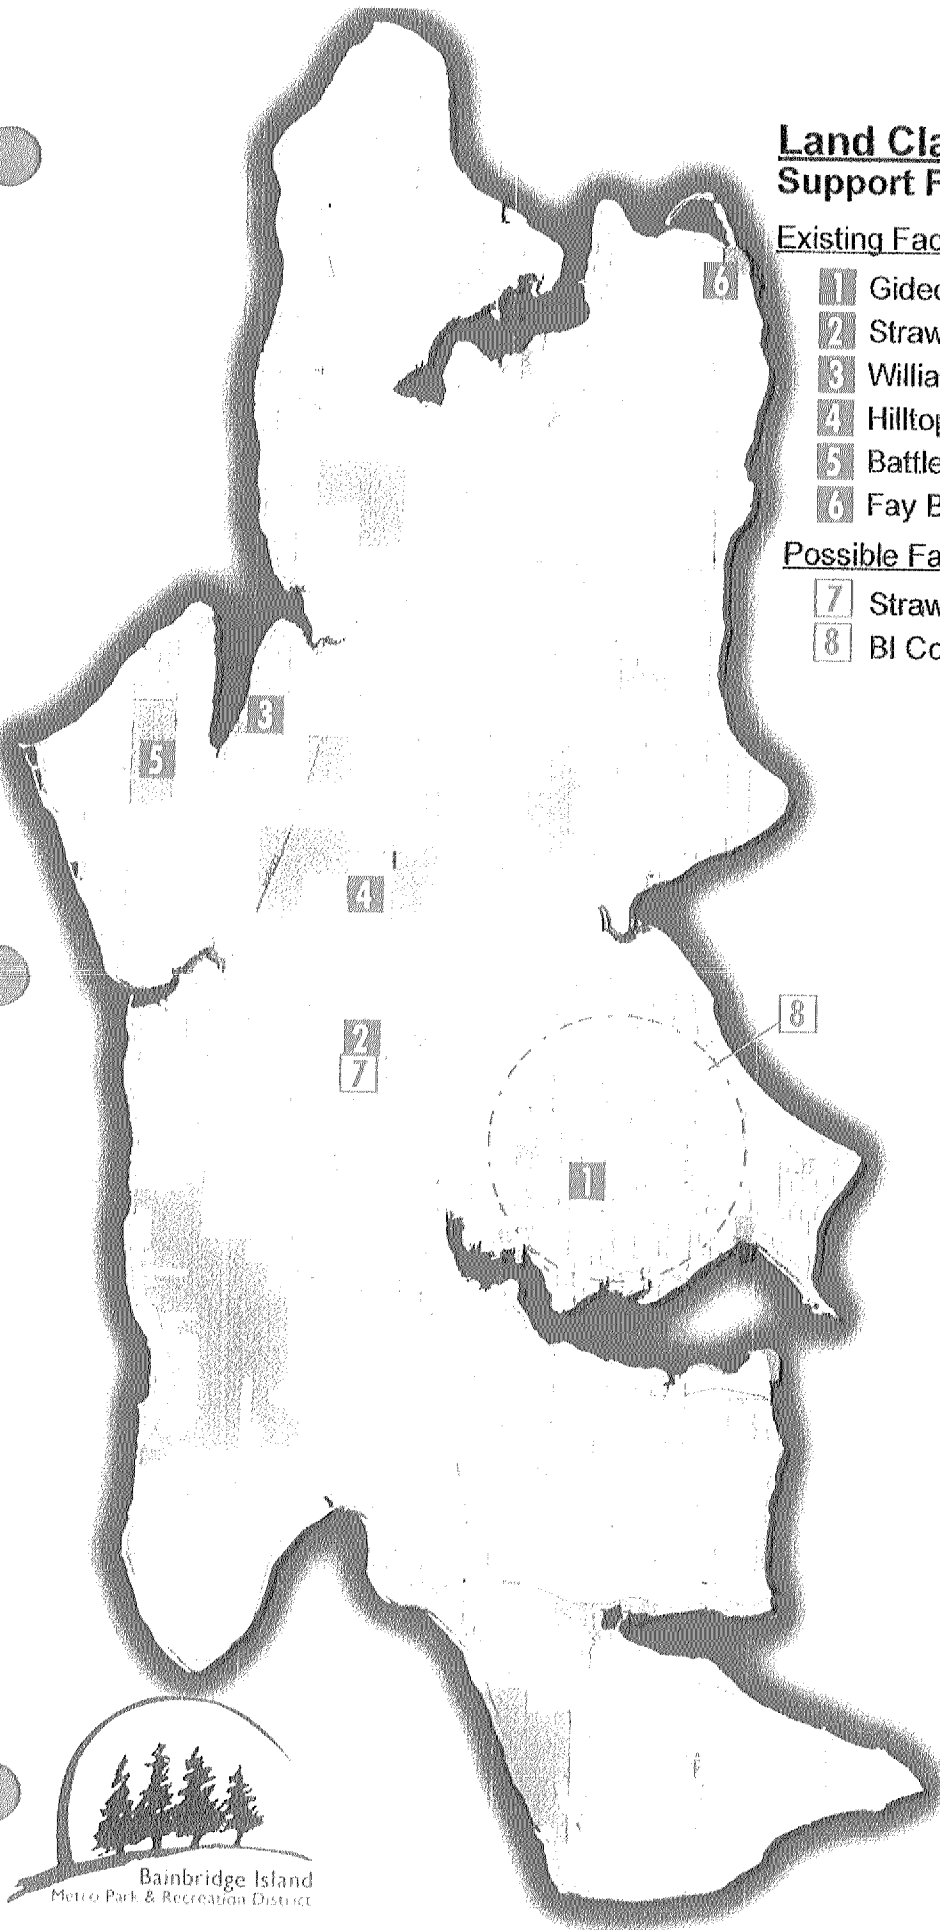 Land Cla
Support F
Existing Fac
1 Gideo
2 Straw
3 Willia
4 Hilltop
5 Battle
6 Fay B
Possible Fa
7 Straw
8 BI Co
6
3
5
4
8
2
7
1
Bainbridge Island
Metro Park & Recreation District